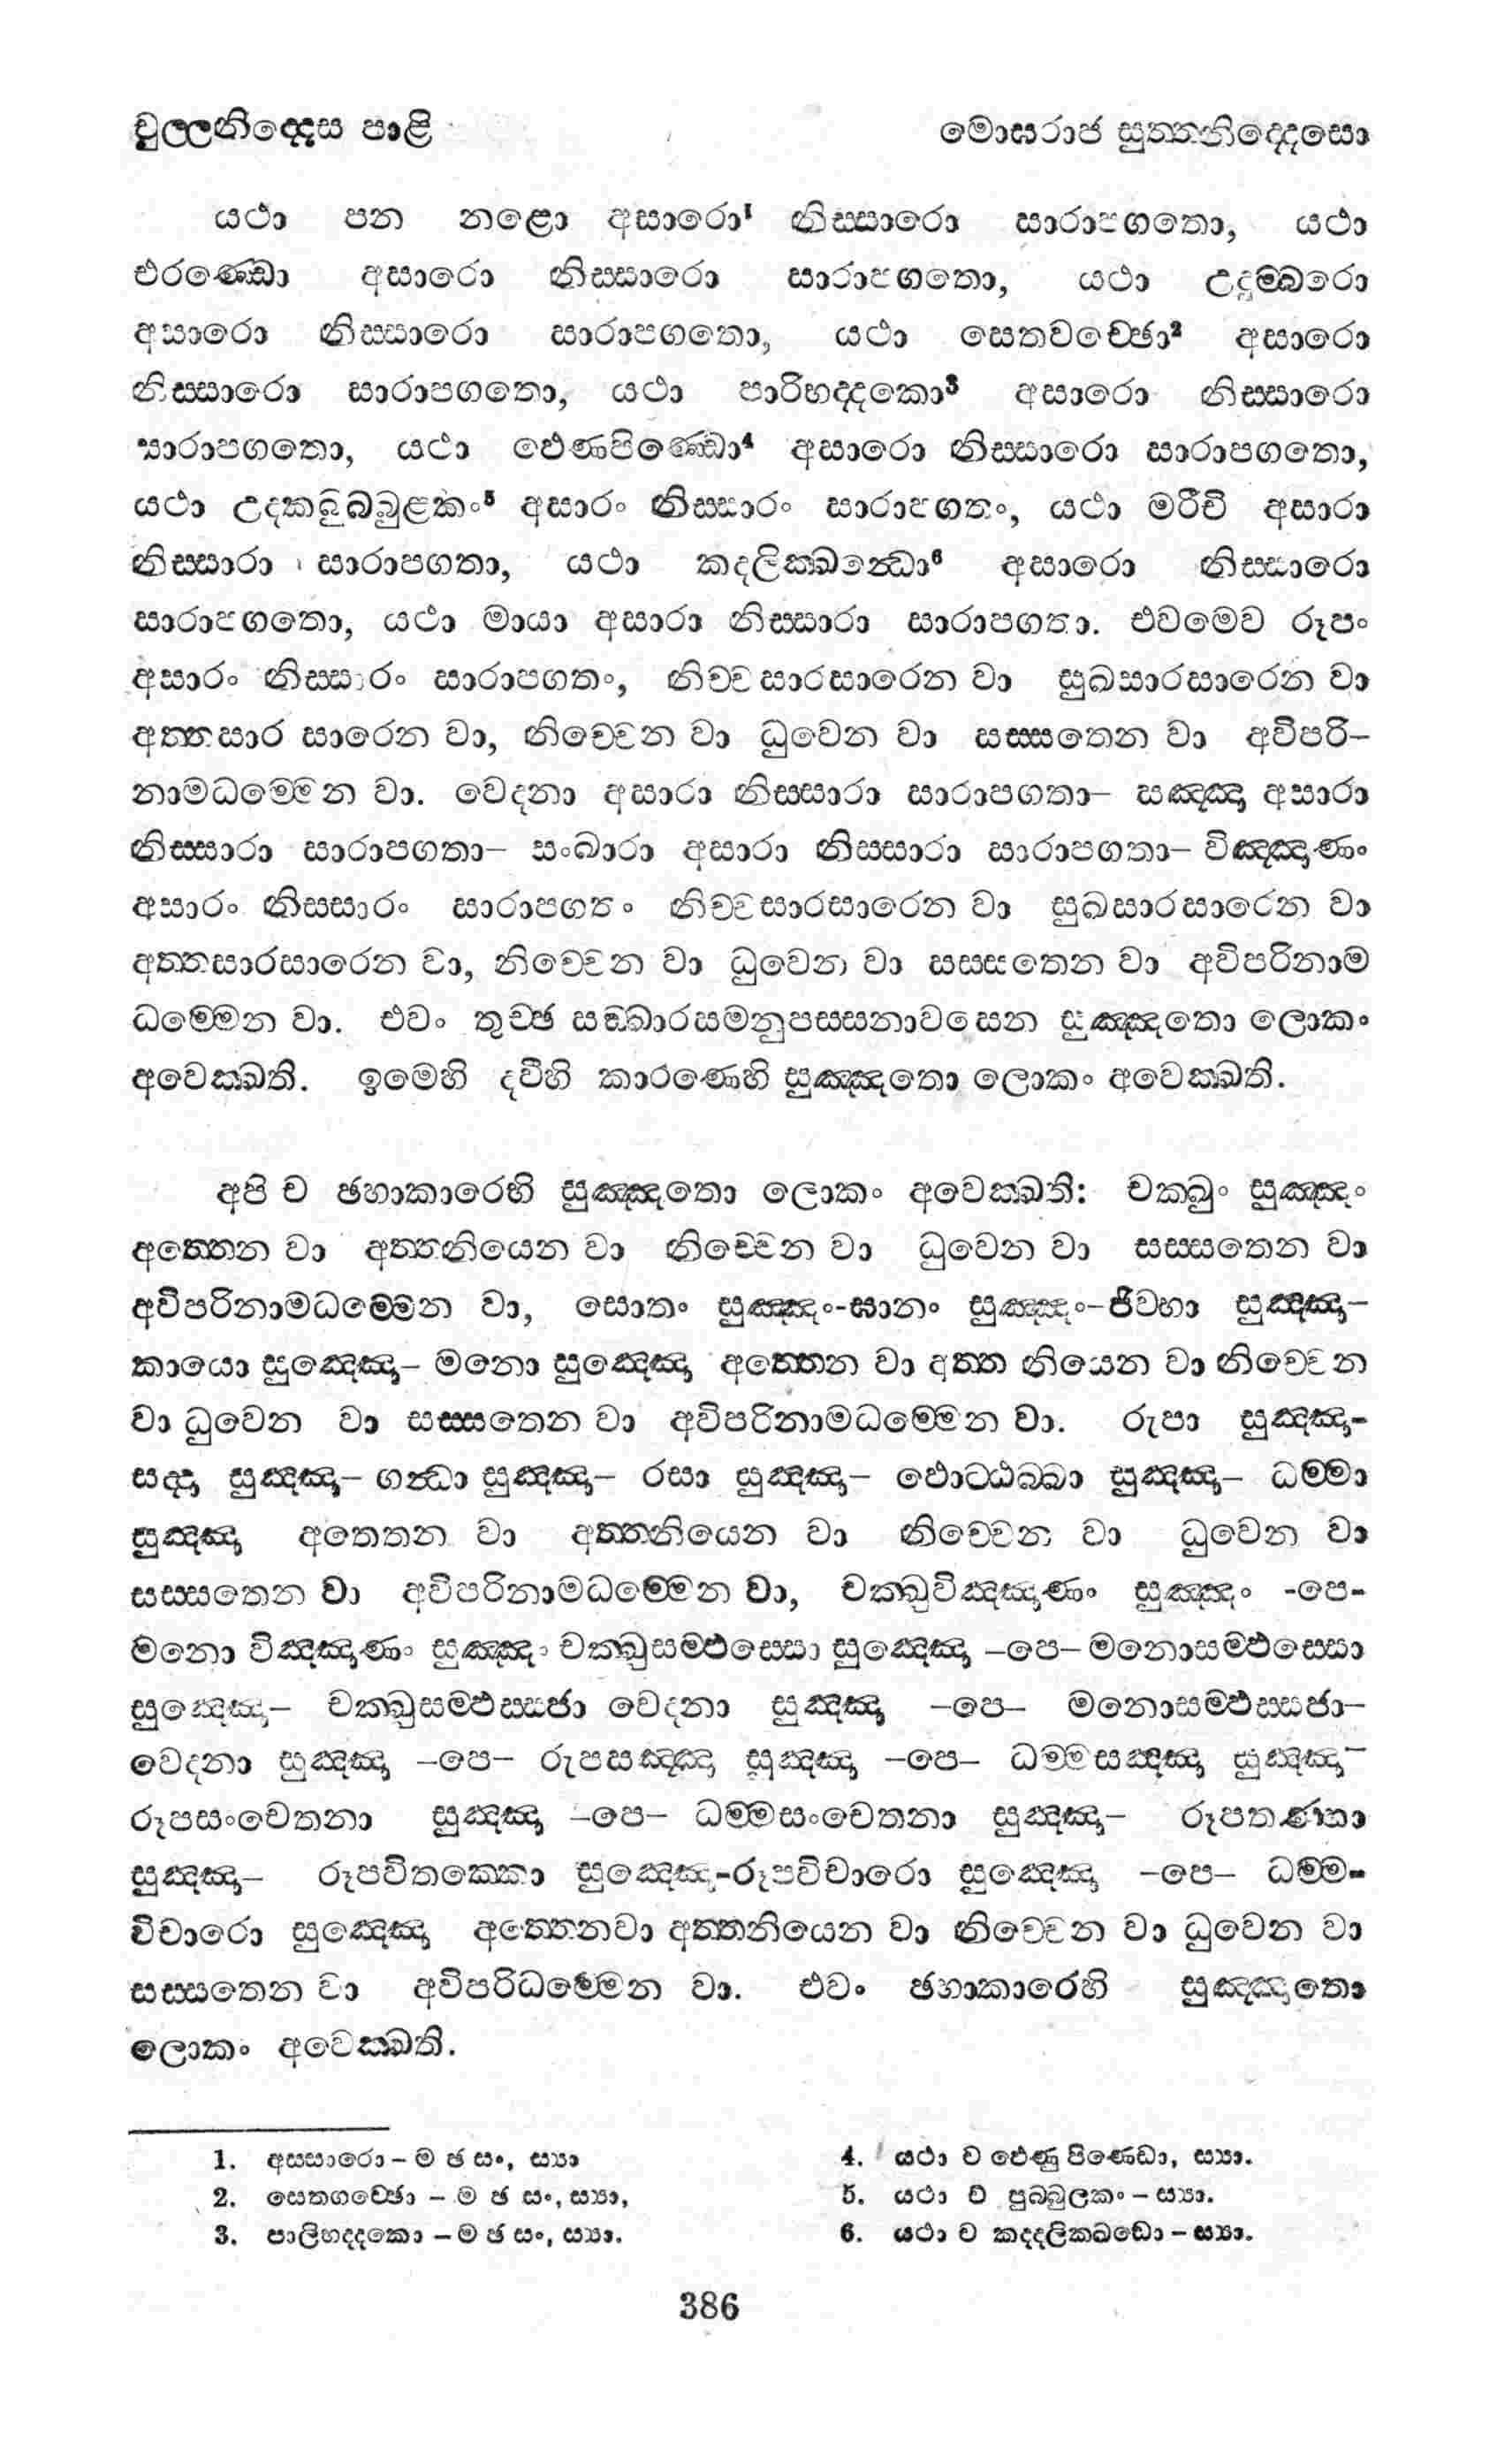 චුල්ලනිද්දෙස පාළි
මොඝරාජ සුත්තනිද්දෙසො
යථා පන නළො අසාරො¹ නිස්සාරො සාරාපගතො, යථා
එරණ්ඩො අසාරො නිස්සාරො සාරාපගතො, යථා උදුම්බරො
අසාරො නිස්සාරො සාරාපගතො, යථා සෙතවච්ඡො² අසාරො
නිස්සාරො සාරාපගතො, යථා පාරිභද්දකො³ අසාරො නිස්සාරො
සාරාපගතො, යථා ඵෙණපිණ්ඩො⁴ අසාරො නිස්සාරො සාරාපගතො,
යථා උදකබුබ්බුළකං⁵ අසාරං නිස්සාරං සාරාපගතං, යථා මරීචි අසාරා
නිස්සාරා සාරාපගතා, යථා කදලික්ඛන්ධො⁶ අසාරො නිස්සාරො
සාරාපගතො, යථා මායා අසාරා නිස්සාරා සාරාපගතා. එවමෙව රූපං
අසාරං නිස්සාරං සාරාපගතං, නිච්චසාරසාරෙන වා සුඛසාරසාරෙන වා
අත්තසාර සාරෙන වා, නිච්චෙන වා ධුවෙන වා සස්සතෙන වා අවිපරි-
නාමධම්මෙන වා. වෙදනා අසාරා නිස්සාරා සාරාපගතා– සඤ්ඤා අසාරා
නිස්සාරා සාරාපගතා– සංඛාරා අසාරා නිස්සාරා සාරාපගතා– විඤ්ඤාණං
අසාරං නිස්සාරං සාරාපගතං නිච්චසාරසාරෙන වා සුඛසාරසාරෙන වා
අත්තසාරසාරෙන වා, නිච්චෙන වා ධුවෙන වා සස්සතෙන වා අවිපරිනාම
ධම්මෙන වා. එවං තුච්ඡ සඞ්ඛාරසමනුපස්සනාවසෙන සුඤ්ඤතො ලොකං
අවෙක්ඛති. ඉමෙහි ද්වීහි කාරණෙහි සුඤ්ඤතො ලොකං අවෙක්ඛති.
අපි ච ඡහාකාරෙහි සුඤ්ඤතො ලොකං අවෙක්ඛති: චක්ඛුං සුඤ්ඤං
අත්තෙන වා අත්තනියෙන වා නිච්චෙන වා ධුවෙන වා සස්සතෙන වා
අවිපරිනාමධම්මෙන වා, සොතං සුඤ්ඤං-ඝානං සුඤ්ඤං–ජිව්හා සුඤ්ඤා–
කායො සුඤ්ඤො– මනො සුඤ්ඤො අත්තෙන වා අත්ත නියෙන වා නිච්චෙන
වා ධුවෙන වා සස්සතෙන වා අවිපරිනාමධම්මෙන වා. රුපා සුඤ්ඤා-
සද්දා සුඤ්ඤා– ගන්ධා සුඤ්ඤා– රසා සුඤ්ඤා– ඵොට්ඨබ්බා සුඤ්ඤා– ධම්මා
සුඤ්ඤා අත්තෙන වා අත්තනියෙන වා නිච්චෙන වා ධුවෙන වා
සස්සතෙන වා අවිපරිනාමධම්මෙන වා, චක්ඛුවිඤ්ඤාණං සුඤ්ඤං -පෙ-
මනො විඤ්ඤාණං සුඤ්ඤං චක්ඛුසම්ඵස්සො සුඤ්ඤො –පෙ– මනොසම්ඵස්සො
සුඤ්ඤො– චක්ඛුසම්ඵස්සජා වෙදනා සුඤ්ඤා –පෙ– මනොසම්ඵස්සජා–
වෙදනා සුඤ්ඤා –පෙ– රුපසඤ්ඤා සුඤ්ඤා –පෙ– ධම්මසඤ්ඤා සුඤ්ඤා–
රූපසංචෙතනා සුඤ්ඤා –පෙ– ධම්මසංචෙතනා සුඤ්ඤා– රූපතණ්හා
සුඤ්ඤා– රූපවිතක්කො සුඤ්ඤො-රූපවිචාරො සුඤ්ඤො –පෙ– ධම්ම-
විචාරො සුඤ්ඤො අත්තෙනවා අත්තනියෙන වා නිච්චෙන වා ධුවෙන වා
සස්සතෙන වා අවිපරිධම්මෙන වා. එවං ඡහාකාරෙහි සුඤ්ඤාතො
ලොකං අවෙක්ඛති.
1. අස්සාරො – ම ඡ සං, ස්‍යා
2. සෙතගච්ඡො – ම ඡ සං, ස්‍යා,
3. පාලිභද්දකො – ම ඡ සං, ස්‍යා.
4. යථා ච ඵෙණු පිණ්ඩො, ස්‍යා.
5. යථා ච පුබ්බුලකං – ස්‍යා.
6. යථා ච කද්දලික්ඛඬො – ස්‍යා.
386